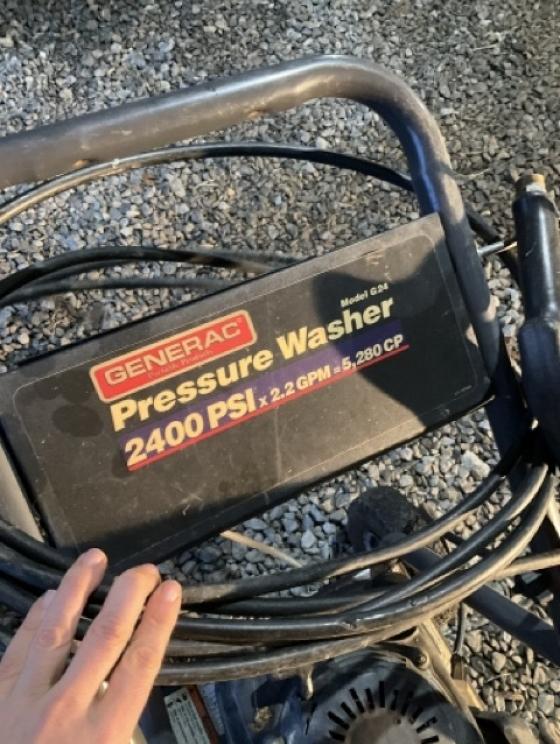 Model G24
GENERAC
Portable Products
Pressure Washer
2400 PSI x 2.2 GPM = 5,280 CP